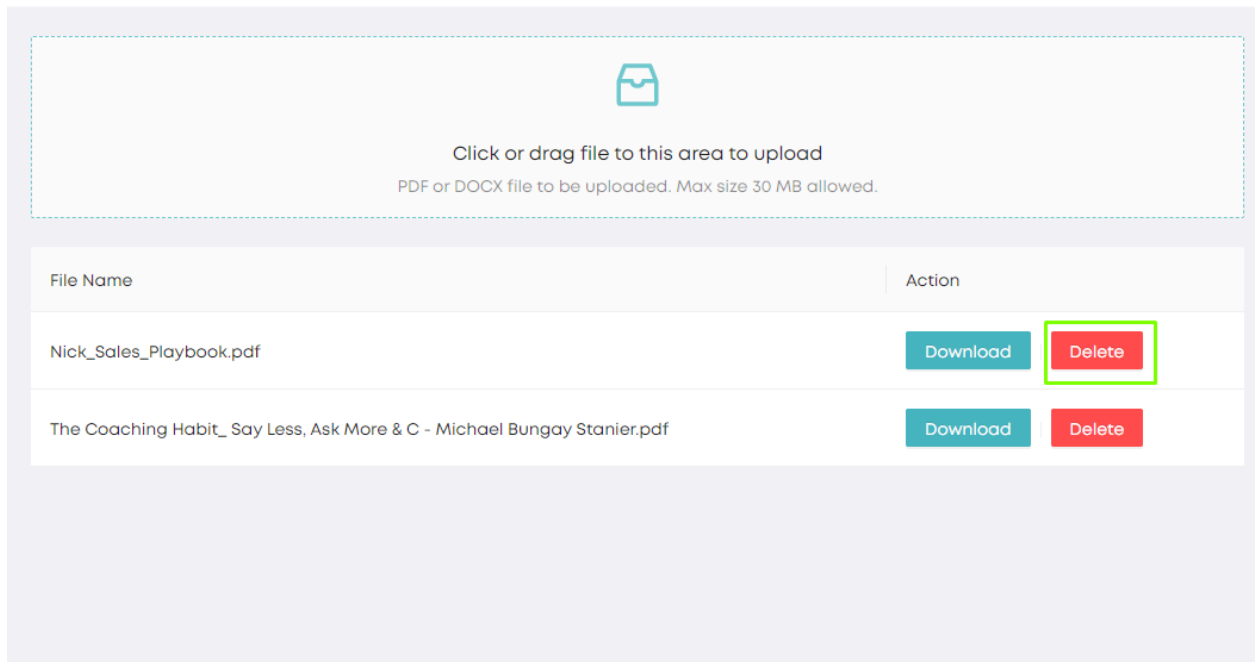 Click or drag file to this area to upload
PDF or DOCX file to be uploaded. Max size 30 MB allowed.
File Name Action
Nick_Sales_Playbook.pdf Download Delete
The Coaching Habit_ Say Less, Ask More & C - Michael Bungay Stanier.pdf Download Delete